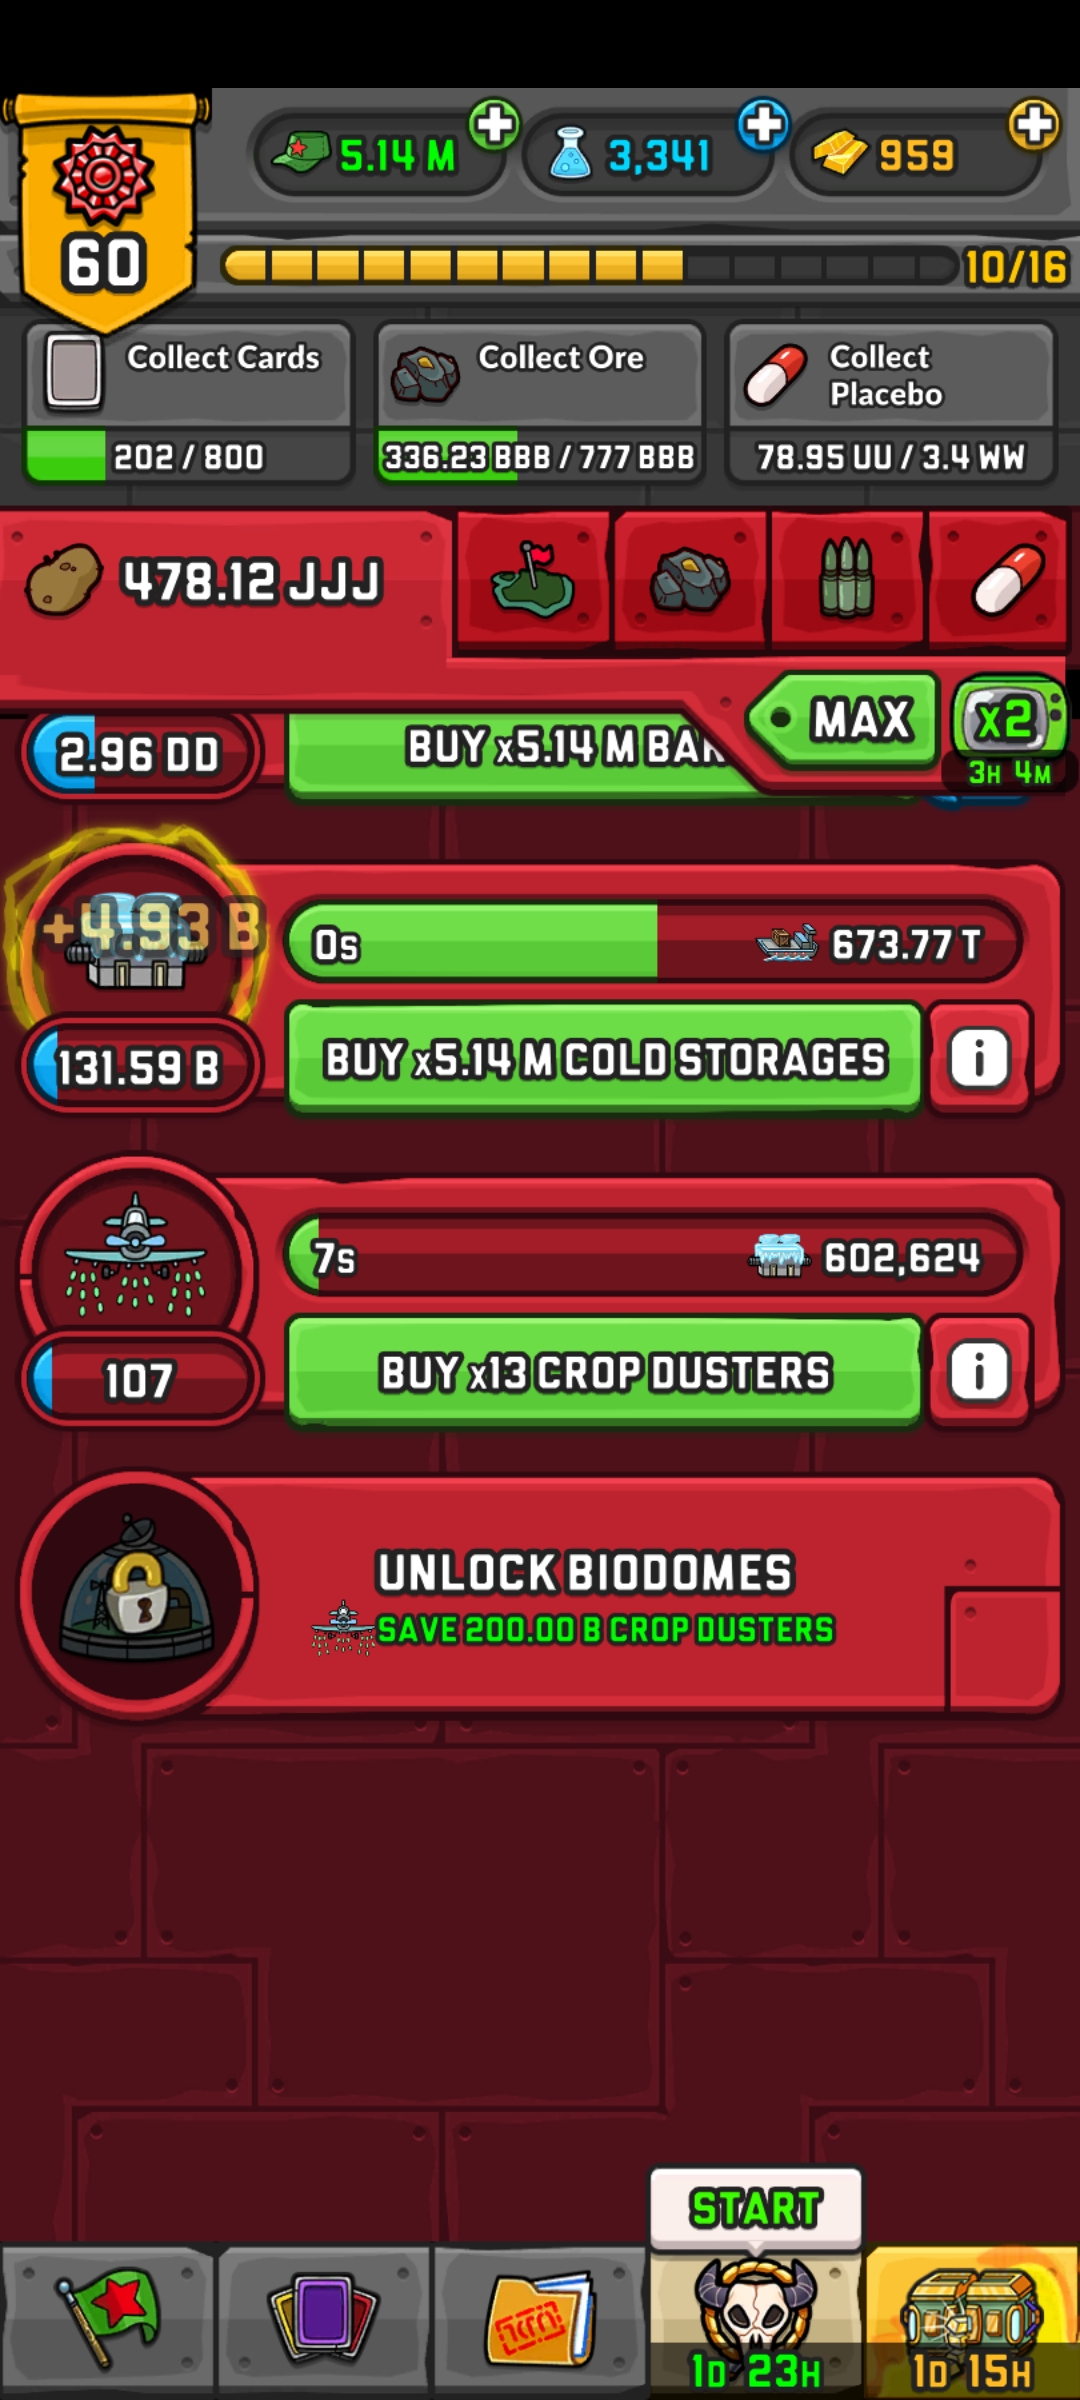 5.14 M
3,341
959
60
10/16
Collect Cards
202 / 800
Collect Ore
336.23 BBB / 777 BBB
Collect
Placebo
78.95 UU / 3.4 WW
478.12 JJJ
MAX
x2
3H 4M
2.96 DD
BUY x5.14 M BAR
+4.93 B
0s
673.77 T
131.59 B
BUY x5.14 M COLD STORAGES
i
7s
602,624
107
BUY x13 CROP DUSTERS
i
UNLOCK BIODOMES
SAVE 200.00 B CROP DUSTERS
START
1D 23H
1D 15H